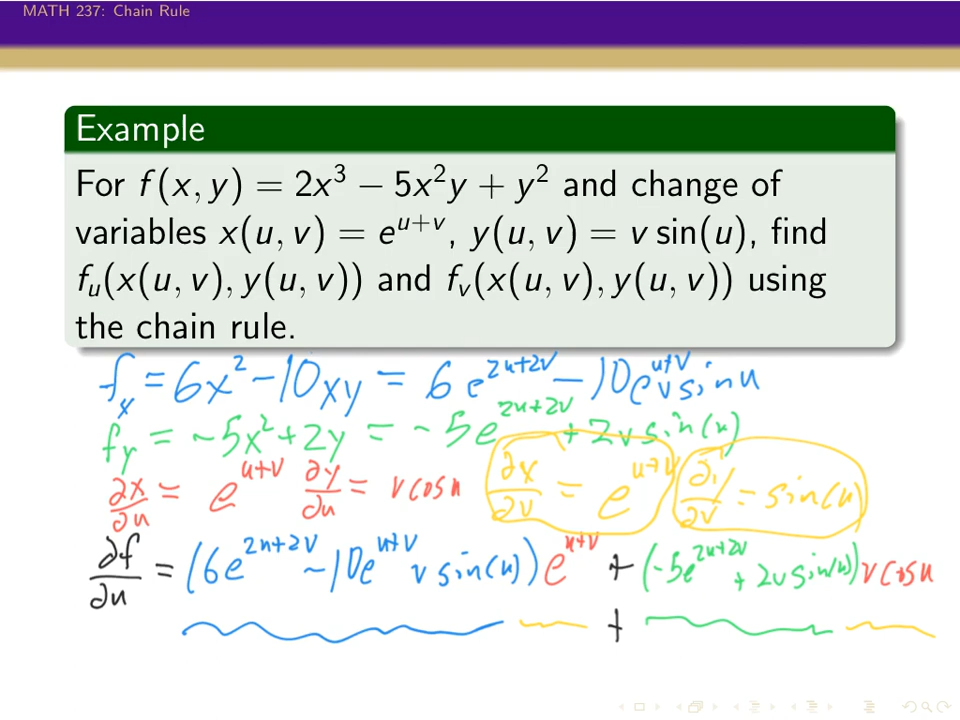 MATH 237: Chain Rule
Example
For f(x, y) = 2x³ − 5x²y + y² and change of
variables x(u, v) = e^{u+v}, y(u, v) = v sin(u), find
f_u(x(u, v), y(u, v)) and f_v(x(u, v), y(u, v)) using
the chain rule.
f_x = 6x² − 10xy = 6e^{2u+2v} − 10e^{u+v} v sin u
f_y = −5x² + 2y = −5e^{2u+2v} + 2v sin(u)
∂x/∂u = e^{u+v} ∂y/∂u = v cos u ∂x/∂v = e^{u+v} ∂y/∂v = sin(u)
∂f/∂u = (6e^{2u+2v} − 10e^{u+v} v sin(u)) e^{u+v} + (−5e^{2u+2v} + 2v sin(u)) v cos u
+